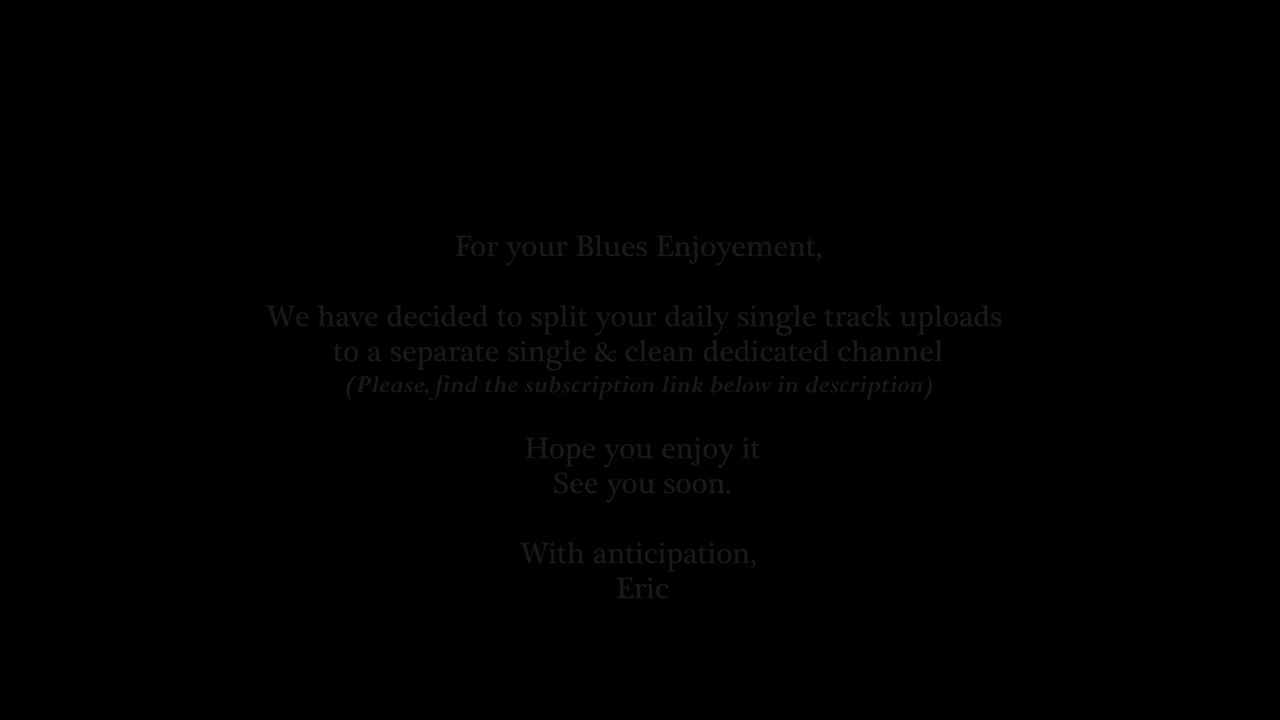 For your Blues Enjoyement,
We have decided to split your daily single track uploads
to a separate single & clean dedicated channel
(Please, find the subscription link below in description)
Hope you enjoy it
See you soon.
With anticipation,
Eric